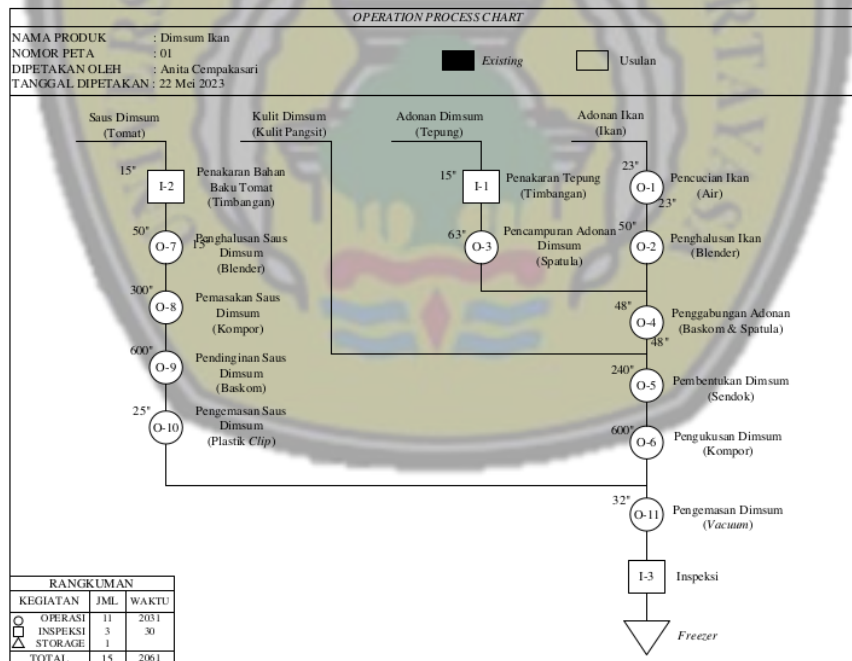 OPERATION PROCESS CHART
NAMA PRODUK : Dimsum Ikan
NOMOR PETA : 01
DIPETAKAN OLEH : Anita Cempakasari
TANGGAL DIPETAKAN : 22 Mei 2023
Existing
Usulan
Saus Dimsum
(Tomat)
Kulit Dimsum
(Kulit Pangsit)
Adonan Dimsum
(Tepung)
Adonan Ikan
(Ikan)
15"
I-2
Penakaran Bahan
Baku Tomat
(Timbangan)
15"
I-1
Penakaran Tepung
(Timbangan)
23"
O-1
23"
Pencucian Ikan
(Air)
50"
O-7
15"
Penghalusan Saus
Dimsum
(Blender)
63"
O-3
Pencampuran Adonan
Dimsum
(Spatula)
50"
O-2
Penghalusan Ikan
(Blender)
300"
O-8
Pemasakan Saus
Dimsum
(Kompor)
48"
O-4
48"
Penggabungan Adonan
(Baskom & Spatula)
600"
O-9
Pendinginan Saus
Dimsum
(Baskom)
240"
O-5
Pembentukan Dimsum
(Sendok)
25"
O-10
Pengemasan Saus
Dimsum
(Plastik Clip)
600"
O-6
Pengukusan Dimsum
(Kompor)
32"
O-11
Pengemasan Dimsum
(Vacuum)
I-3
Inspeksi
Freezer
RANGKUMAN
KEGIATAN JML WAKTU
OPERASI 11 2031
INSPEKSI 3 30
STORAGE 1
TOTAL 15 2061